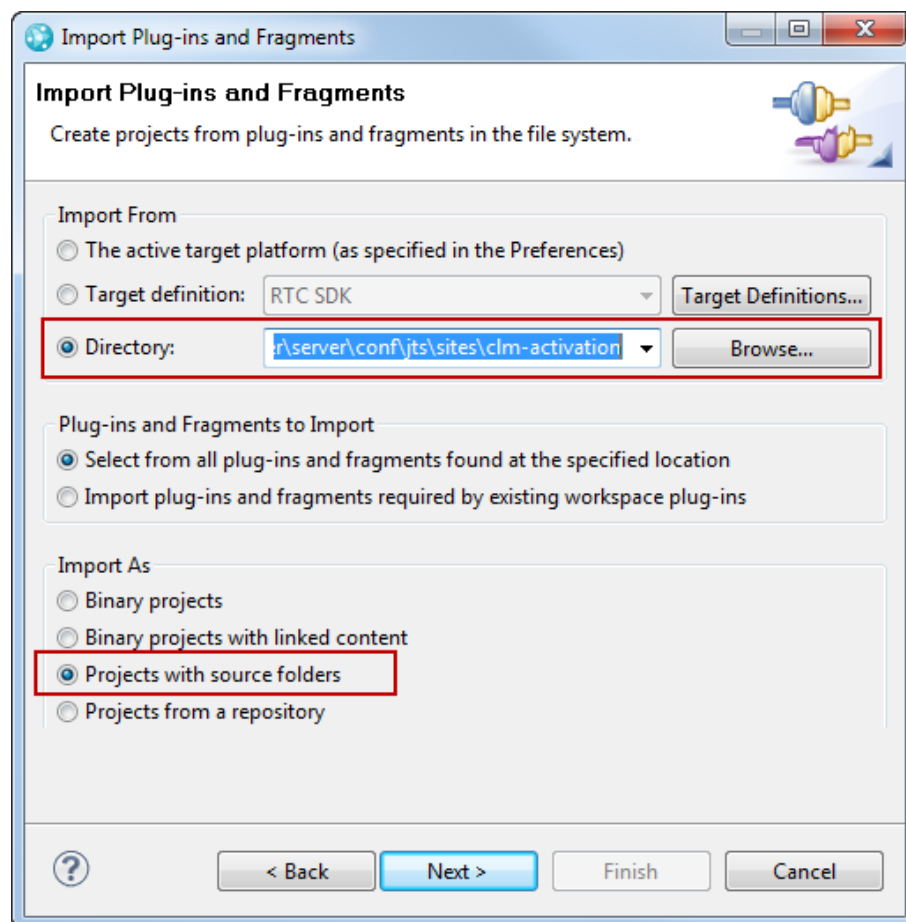 Import Plug-ins and Fragments
Import Plug-ins and Fragments
Create projects from plug-ins and fragments in the file system.
Import From
The active target platform (as specified in the Preferences)
Target definition: RTC SDK Target Definitions...
Directory: r\server\conf\jts\sites\clm-activation Browse...
Plug-ins and Fragments to Import
Select from all plug-ins and fragments found at the specified location
Import plug-ins and fragments required by existing workspace plug-ins
Import As
Binary projects
Binary projects with linked content
Projects with source folders
Projects from a repository
? < Back Next > Finish Cancel